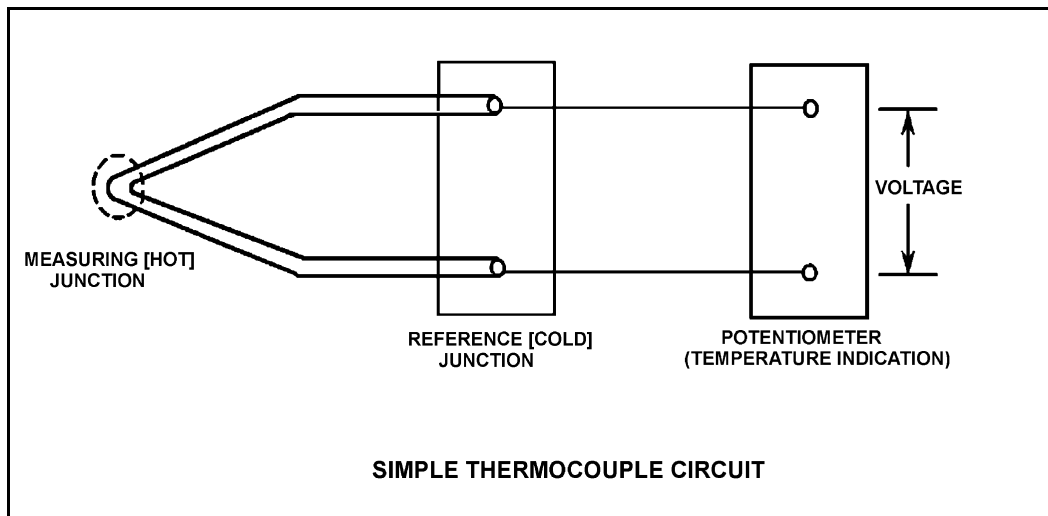 MEASURING [HOT]
JUNCTION
REFERENCE [COLD]
JUNCTION
POTENTIOMETER
(TEMPERATURE INDICATION)
VOLTAGE
SIMPLE THERMOCOUPLE CIRCUIT